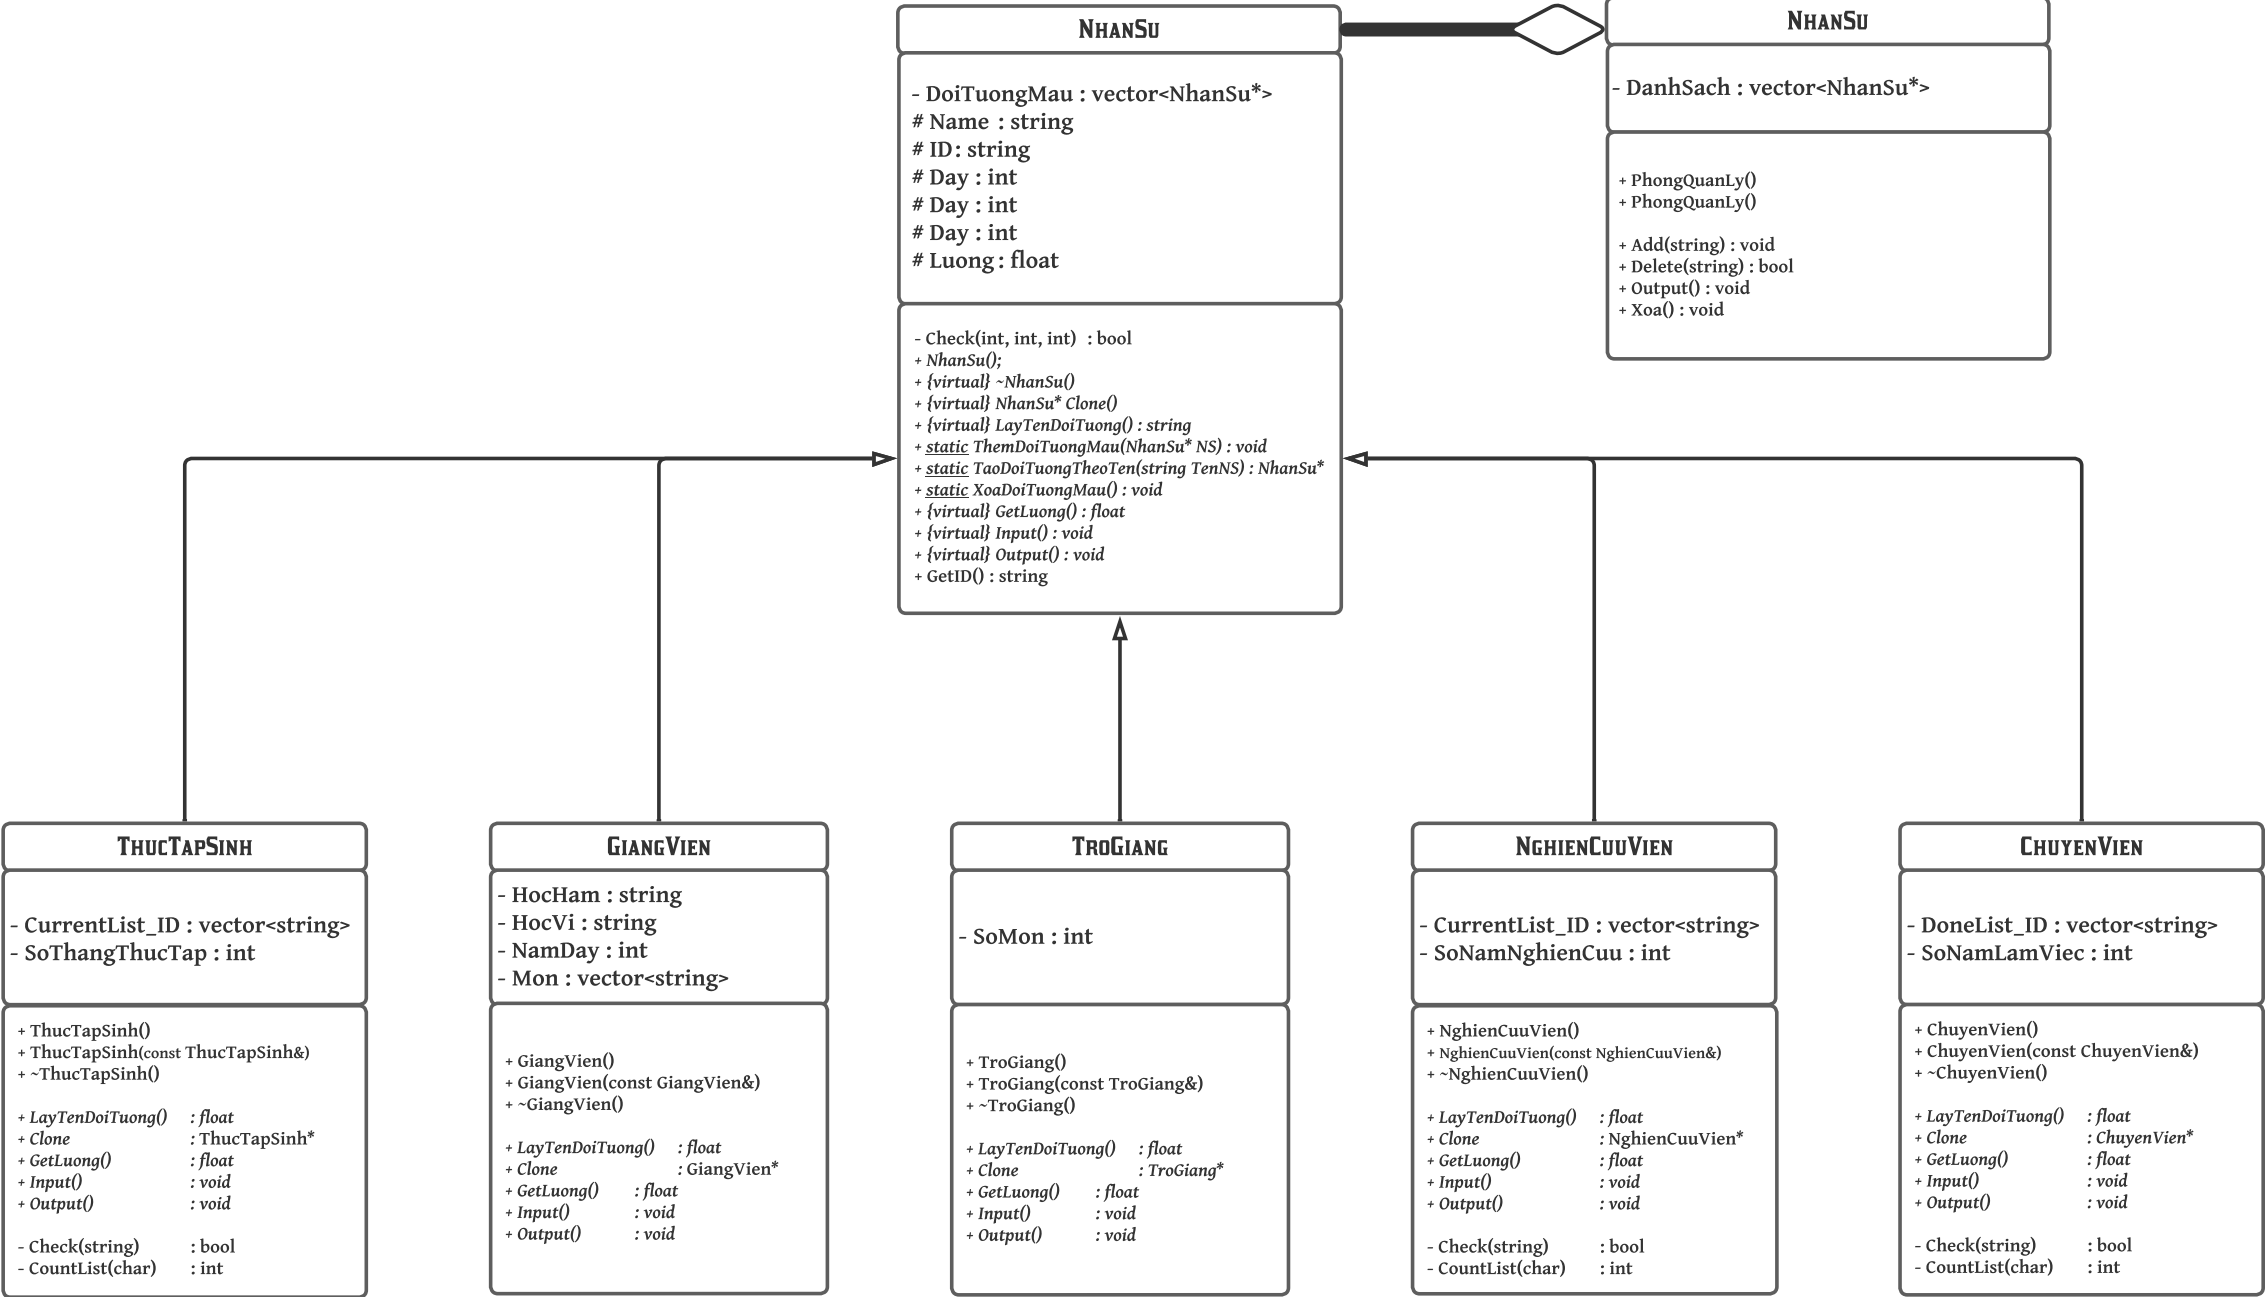 NhanSu
- DoiTuongMau : vector<NhanSu*>
# Name : string
# ID : string
# Day : int
# Day : int
# Day : int
# Luong : float
- Check(int, int, int) : bool
+ NhanSu();
+ {virtual} ~NhanSu()
+ {virtual} NhanSu* Clone()
+ {virtual} LayTenDoiTuong() : string
+ static ThemDoiTuongMau(NhanSu* NS) : void
+ static TaoDoiTuongTheoTen(string TenNS) : NhanSu*
+ static XoaDoiTuongMau() : void
+ {virtual} GetLuong() : float
+ {virtual} Input() : void
+ {virtual} Output() : void
+ GetID() : string
NhanSu
- DanhSach : vector<NhanSu*>
+ PhongQuanLy()
+ PhongQuanLy()
+ Add(string) : void
+ Delete(string) : bool
+ Output() : void
+ Xoa() : void
ThucTapSinh
- CurrentList_ID : vector<string>
- SoThangThucTap : int
+ ThucTapSinh()
+ ThucTapSinh(const ThucTapSinh&)
+ ~ThucTapSinh()
+ LayTenDoiTuong() : float
+ Clone : ThucTapSinh*
+ GetLuong() : float
+ Input() : void
+ Output() : void
- Check(string) : bool
- CountList(char) : int
GiangVien
- HocHam : string
- HocVi : string
- NamDay : int
- Mon : vector<string>
+ GiangVien()
+ GiangVien(const GiangVien&)
+ ~GiangVien()
+ LayTenDoiTuong() : float
+ Clone : GiangVien*
+ GetLuong() : float
+ Input() : void
+ Output() : void
TroGiang
- SoMon : int
+ TroGiang()
+ TroGiang(const TroGiang&)
+ ~TroGiang()
+ LayTenDoiTuong() : float
+ Clone : TroGiang*
+ GetLuong() : float
+ Input() : void
+ Output() : void
NghienCuuVien
- CurrentList_ID : vector<string>
- SoNamNghienCuu : int
+ NghienCuuVien()
+ NghienCuuVien(const NghienCuuVien&)
+ ~NghienCuuVien()
+ LayTenDoiTuong() : float
+ Clone : NghienCuuVien*
+ GetLuong() : float
+ Input() : void
+ Output() : void
- Check(string) : bool
- CountList(char) : int
ChuyenVien
- DoneList_ID : vector<string>
- SoNamLamViec : int
+ ChuyenVien()
+ ChuyenVien(const ChuyenVien&)
+ ~ChuyenVien()
+ LayTenDoiTuong() : float
+ Clone : ChuyenVien*
+ GetLuong() : float
+ Input() : void
+ Output() : void
- Check(string) : bool
- CountList(char) : int